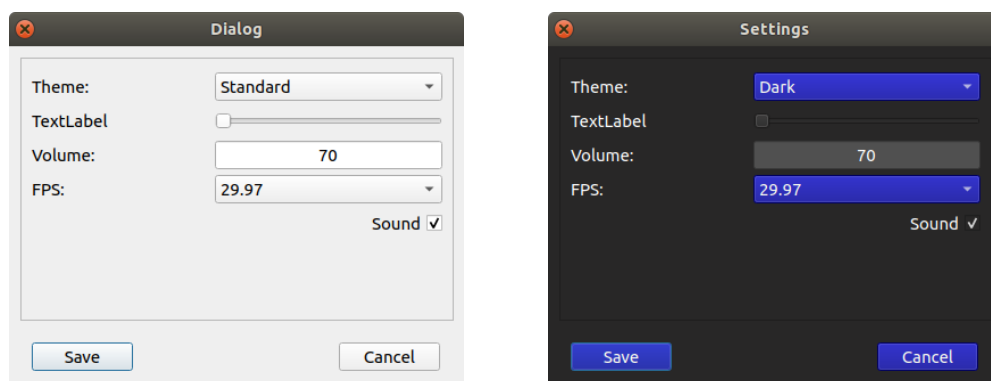 Dialog
Theme: Standard
TextLabel
Volume: 70
FPS: 29.97
Sound
Save Cancel
Settings
Theme: Dark
TextLabel
Volume: 70
FPS: 29.97
Sound
Save Cancel